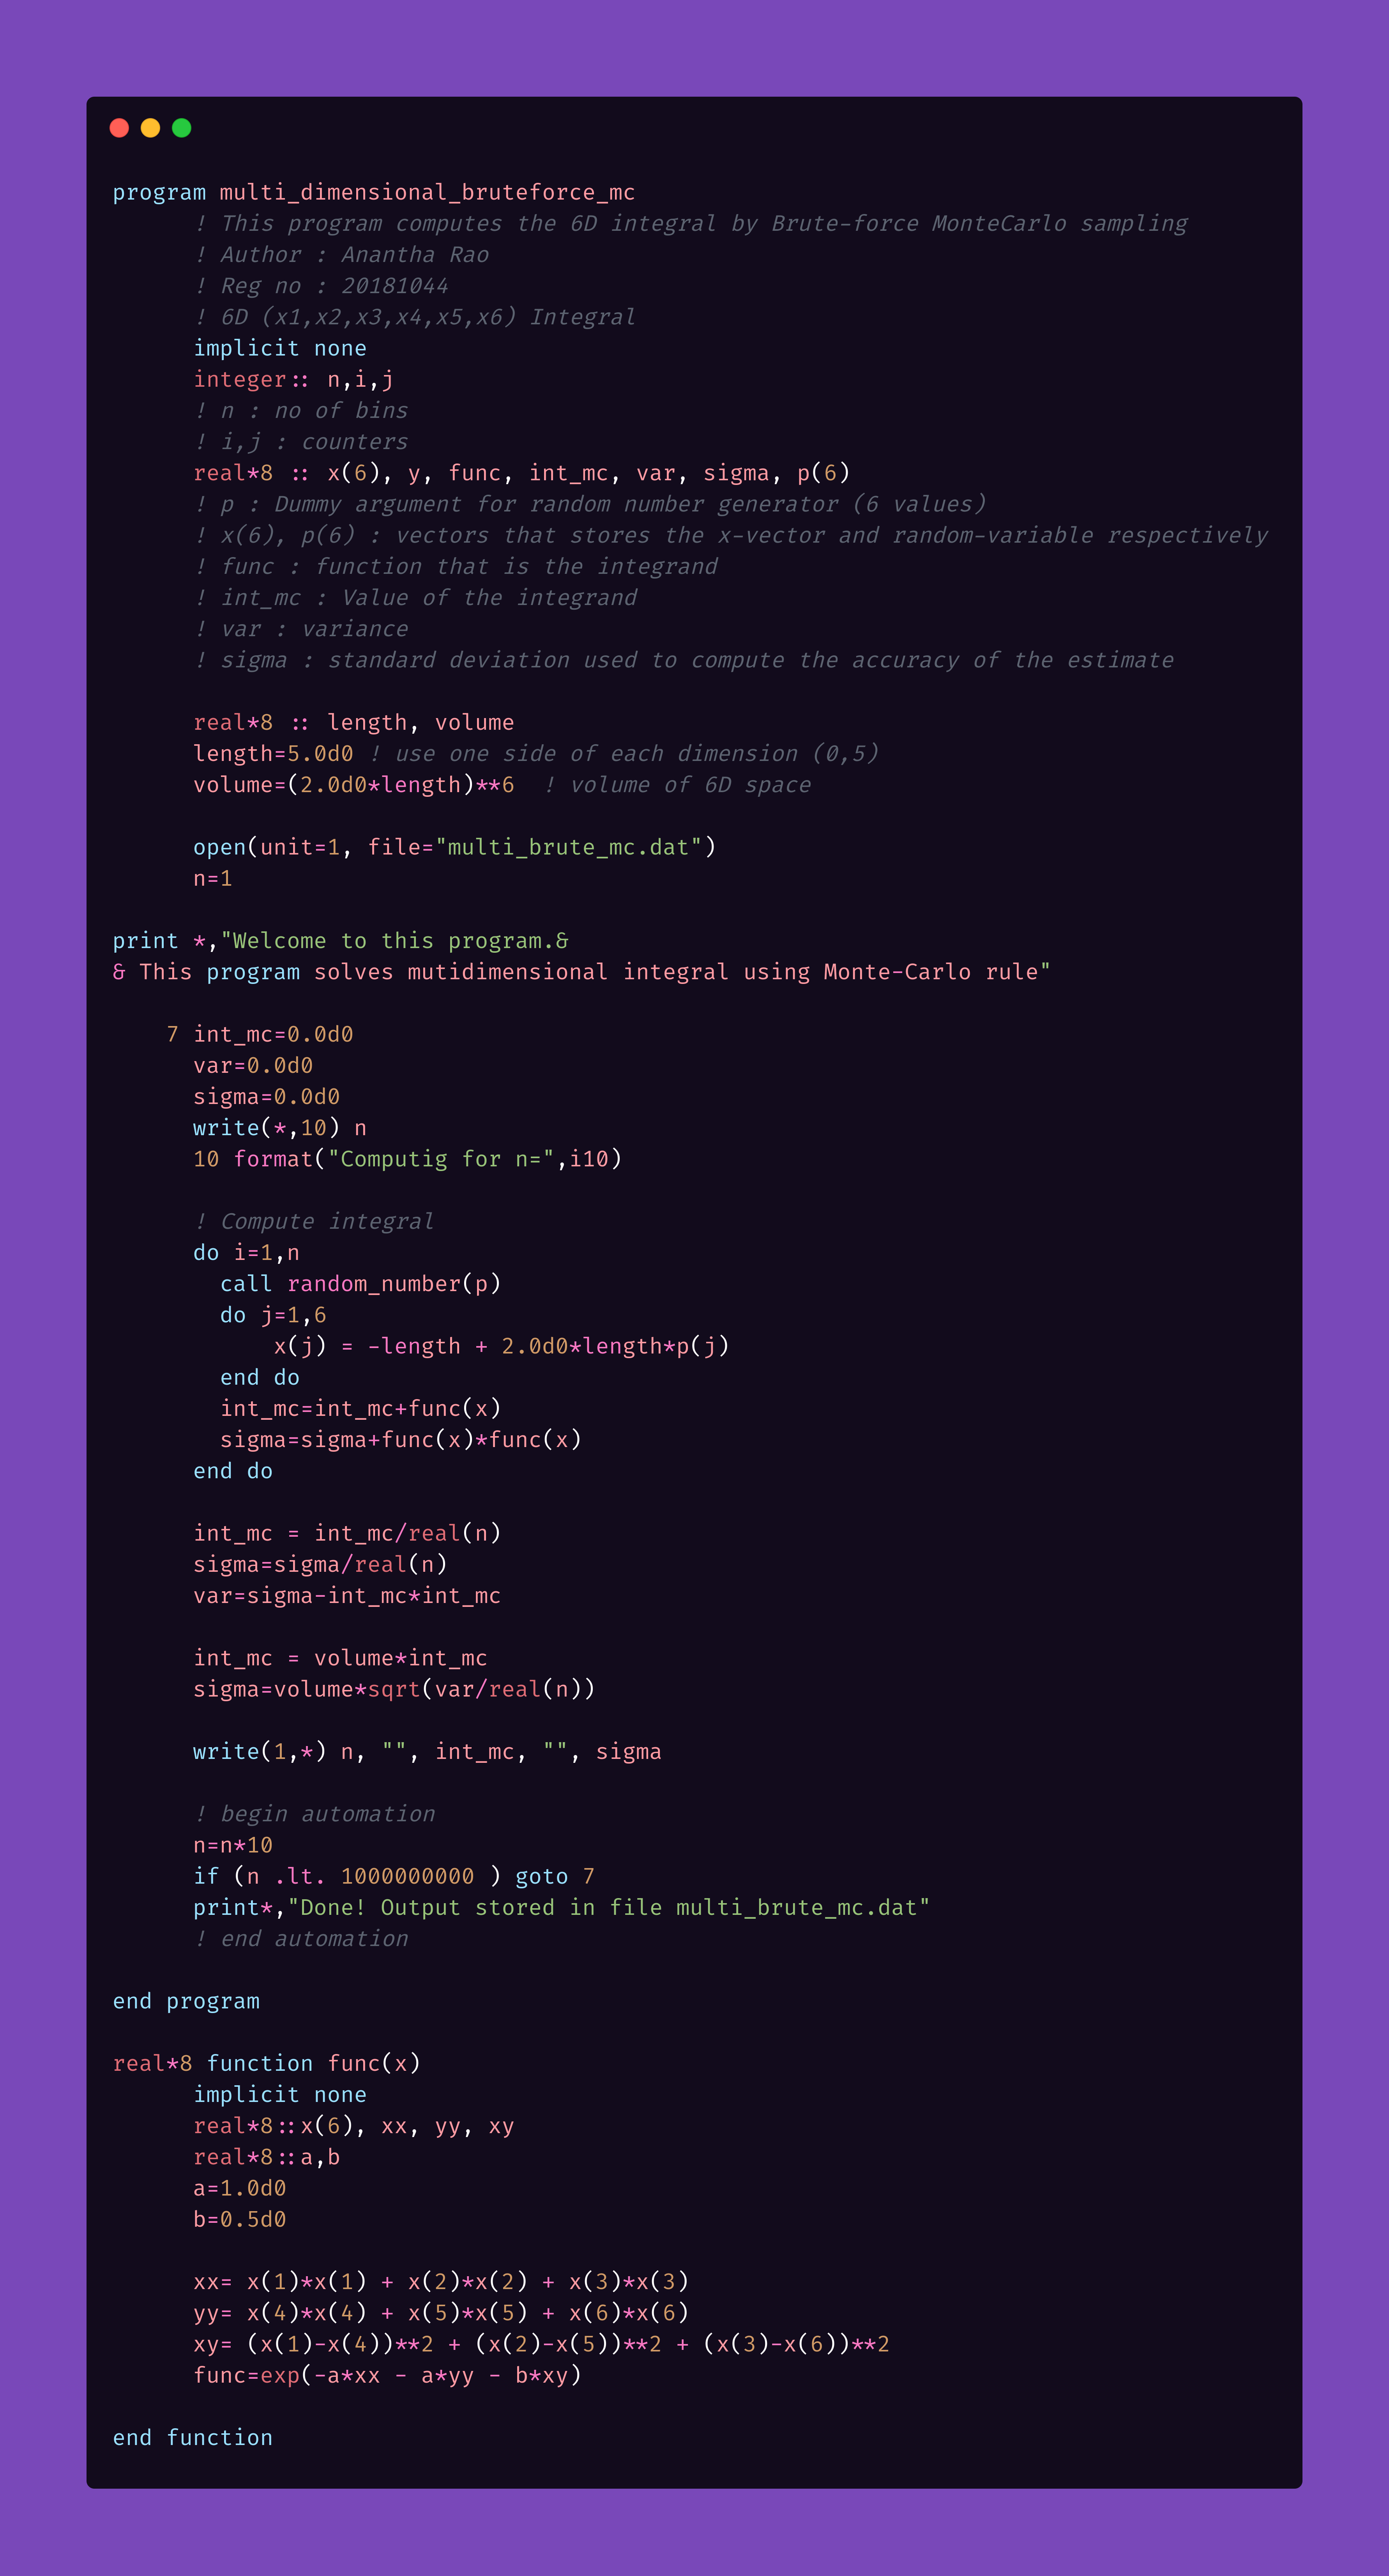 program multi_dimensional_bruteforce_mc
! This program computes the 6D integral by Brute-force MonteCarlo sampling
! Author : Anantha Rao
! Reg no : 20181044
! 6D (x1,x2,x3,x4,x5,x6) Integral
implicit none
integer:: n,i,j
! n : no of bins
! i,j : counters
real*8 :: x(6), y, func, int_mc, var, sigma, p(6)
! p : Dummy argument for random number generator (6 values)
! x(6), p(6) : vectors that stores the x-vector and random-variable respectively
! func : function that is the integrand
! int_mc : Value of the integrand
! var : variance
! sigma : standard deviation used to compute the accuracy of the estimate
real*8 :: length, volume
length=5.0d0 ! use one side of each dimension (0,5)
volume=(2.0d0*length)**6  ! volume of 6D space
open(unit=1, file="multi_brute_mc.dat")
n=1
print *,"Welcome to this program.&
& This program solves mutidimensional integral using Monte-Carlo rule"
7 int_mc=0.0d0
var=0.0d0
sigma=0.0d0
write(*,10) n
10 format("Computig for n=",i10)
! Compute integral
do i=1,n
call random_number(p)
do j=1,6
x(j) = -length + 2.0d0*length*p(j)
end do
int_mc=int_mc+func(x)
sigma=sigma+func(x)*func(x)
end do
int_mc = int_mc/real(n)
sigma=sigma/real(n)
var=sigma-int_mc*int_mc
int_mc = volume*int_mc
sigma=volume*sqrt(var/real(n))
write(1,*) n, "", int_mc, "", sigma
! begin automation
n=n*10
if (n .lt. 1000000000 ) goto 7
print*,"Done! Output stored in file multi_brute_mc.dat"
! end automation
end program
real*8 function func(x)
implicit none
real*8::x(6), xx, yy, xy
real*8::a,b
a=1.0d0
b=0.5d0
xx= x(1)*x(1) + x(2)*x(2) + x(3)*x(3)
yy= x(4)*x(4) + x(5)*x(5) + x(6)*x(6)
xy= (x(1)-x(4))**2 + (x(2)-x(5))**2 + (x(3)-x(6))**2
func=exp(-a*xx - a*yy - b*xy)
end function